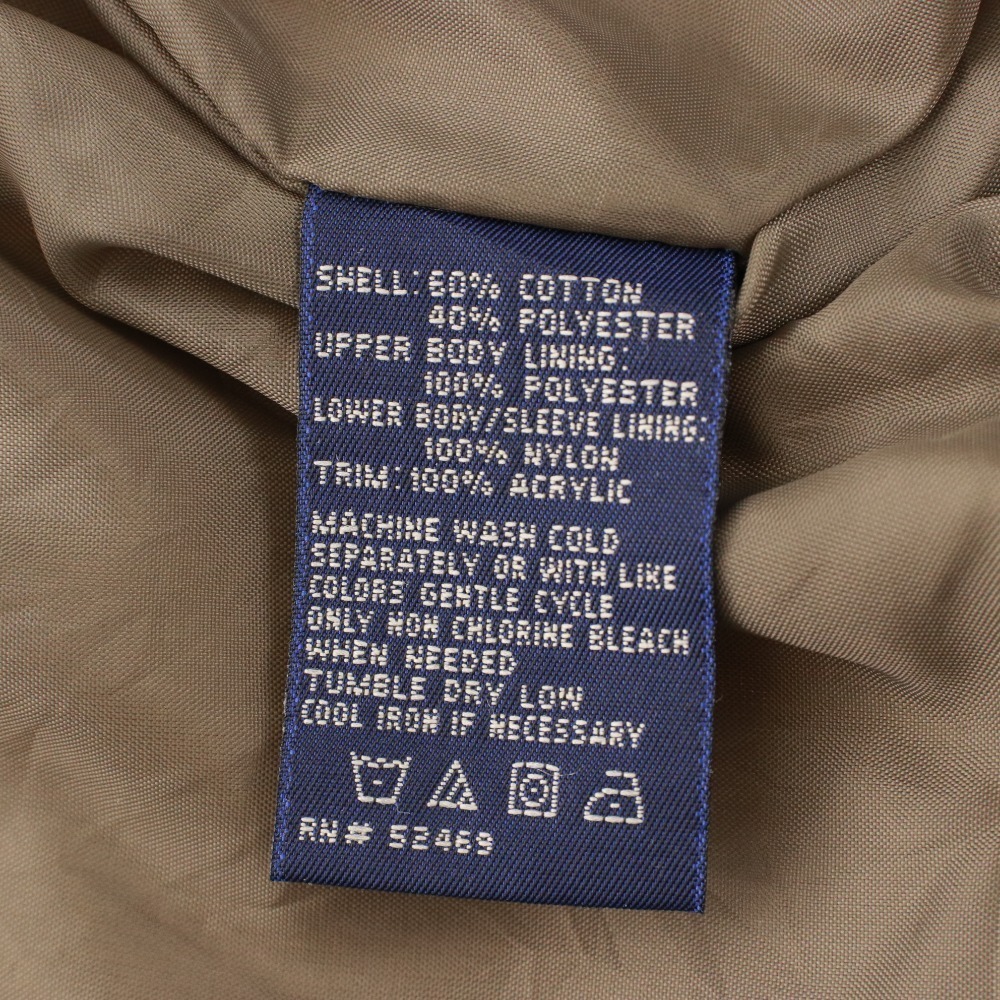 SHELL: 60% COTTON
40% POLYESTER
UPPER BODY LINING:
100% POLYESTER
LOWER BODY/SLEEVE LINING:
100% NYLON
TRIM: 100% ACRYLIC
MACHINE WASH COLD
SEPARATELY OR WITH LIKE
COLORS GENTLE CYCLE
ONLY NON CHLORINE BLEACH
WHEN NEEDED
TUMBLE DRY LOW
COOL IRON IF NECESSARY
RN# 52469